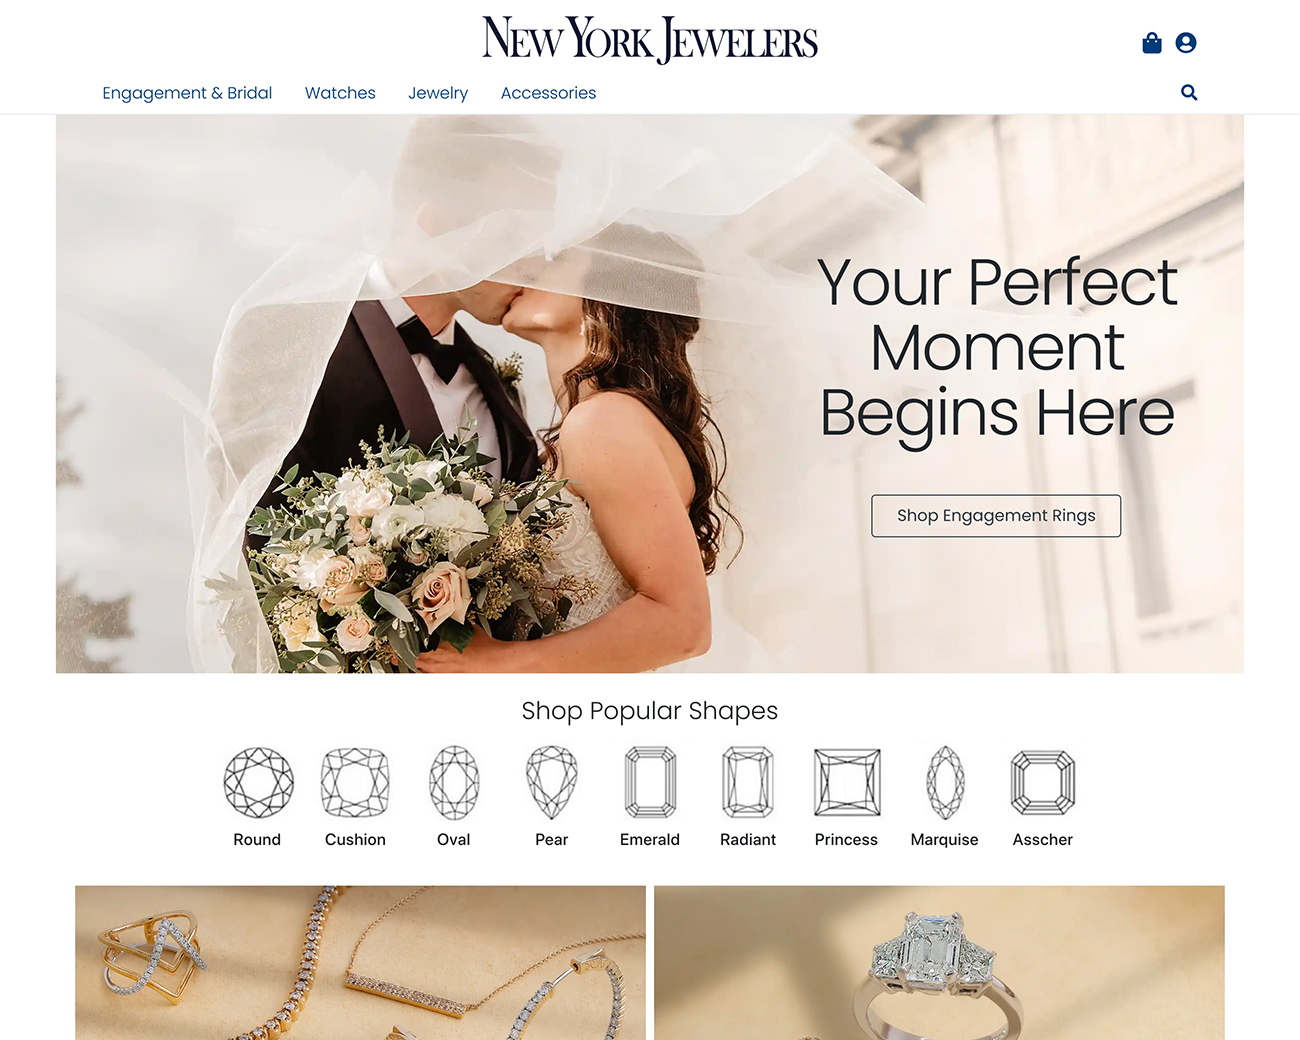 New York Jewelers
Engagement & Bridal
Watches
Jewelry
Accessories
Your Perfect
Moment
Begins Here
Shop Engagement Rings
Shop Popular Shapes
Round
Cushion
Oval
Pear
Emerald
Radiant
Princess
Marquise
Asscher